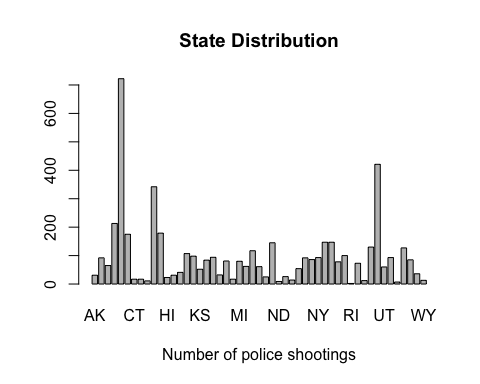 State Distribution
600
400
200
0
AK CT HI KS MI ND NY RI UT WY
Number of police shootings